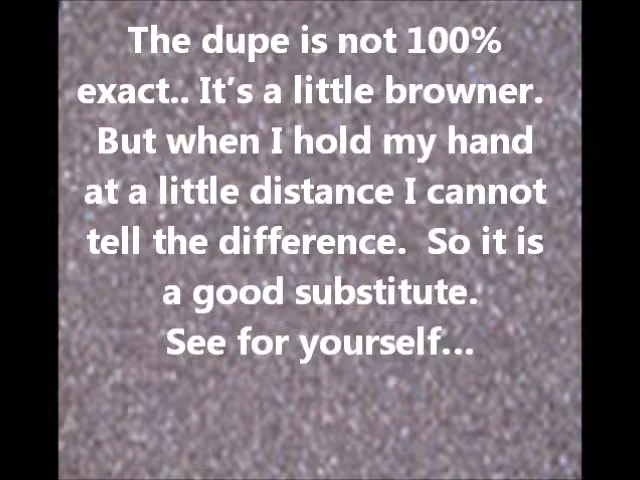 The dupe is not 100%
exact.. It’s a little browner.
But when I hold my hand
at a little distance I cannot
tell the difference.  So it is
a good substitute.
See for yourself...